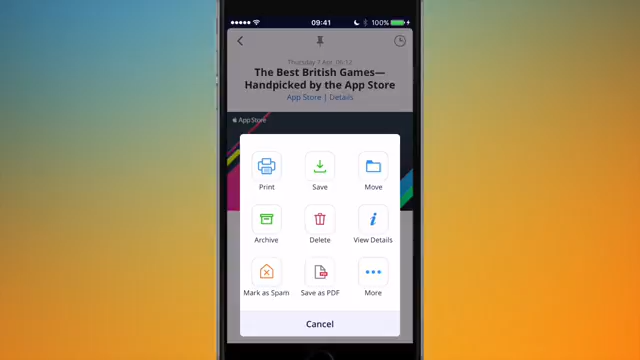 09:41
100%
Thursday 7 Apr, 09:12
The Best British Games—
Handpicked by the App Store
App Store | Details
App Store
Print
Save
Move
Archive
Delete
View Details
Mark as Spam
Save as PDF
More
Cancel